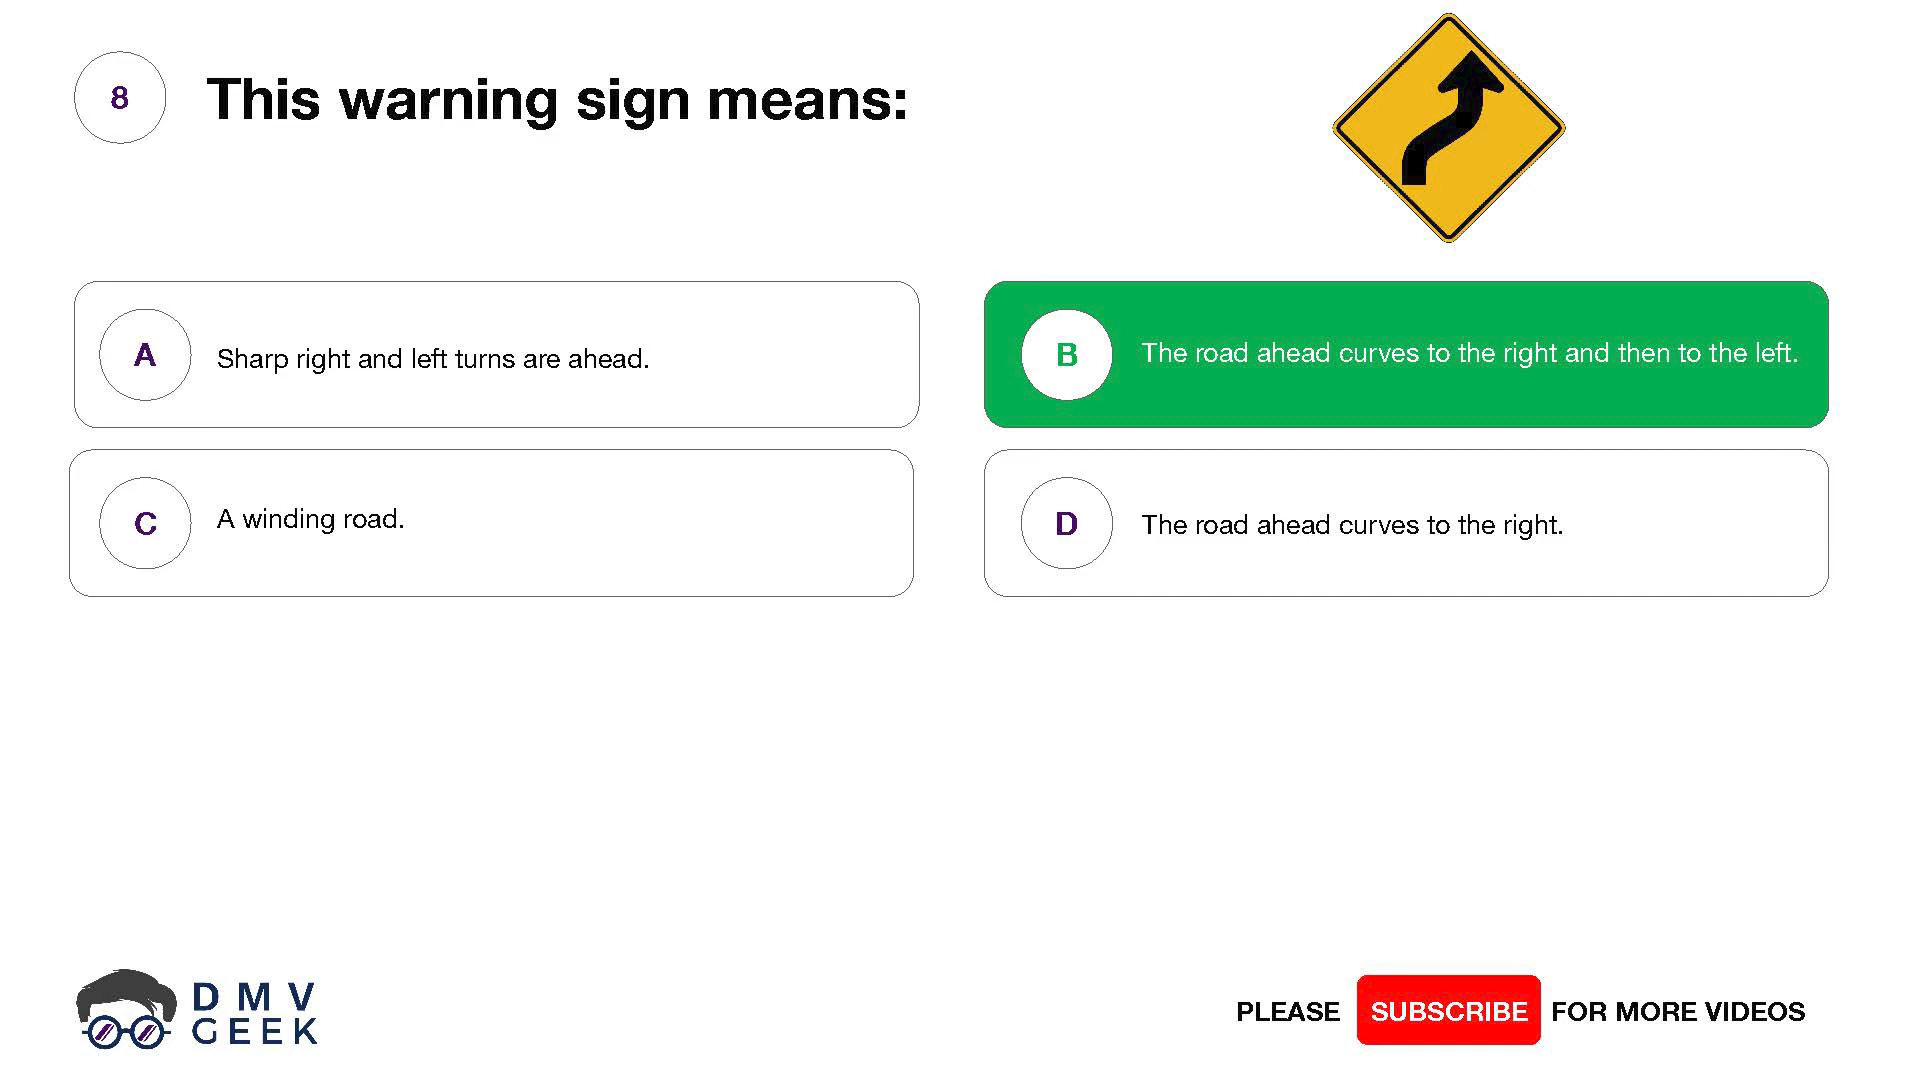 8
This warning sign means:
A
Sharp right and left turns are ahead.
B
The road ahead curves to the right and then to the left.
C
A winding road.
D
The road ahead curves to the right.
DMV
GEEK
PLEASE SUBSCRIBE FOR MORE VIDEOS